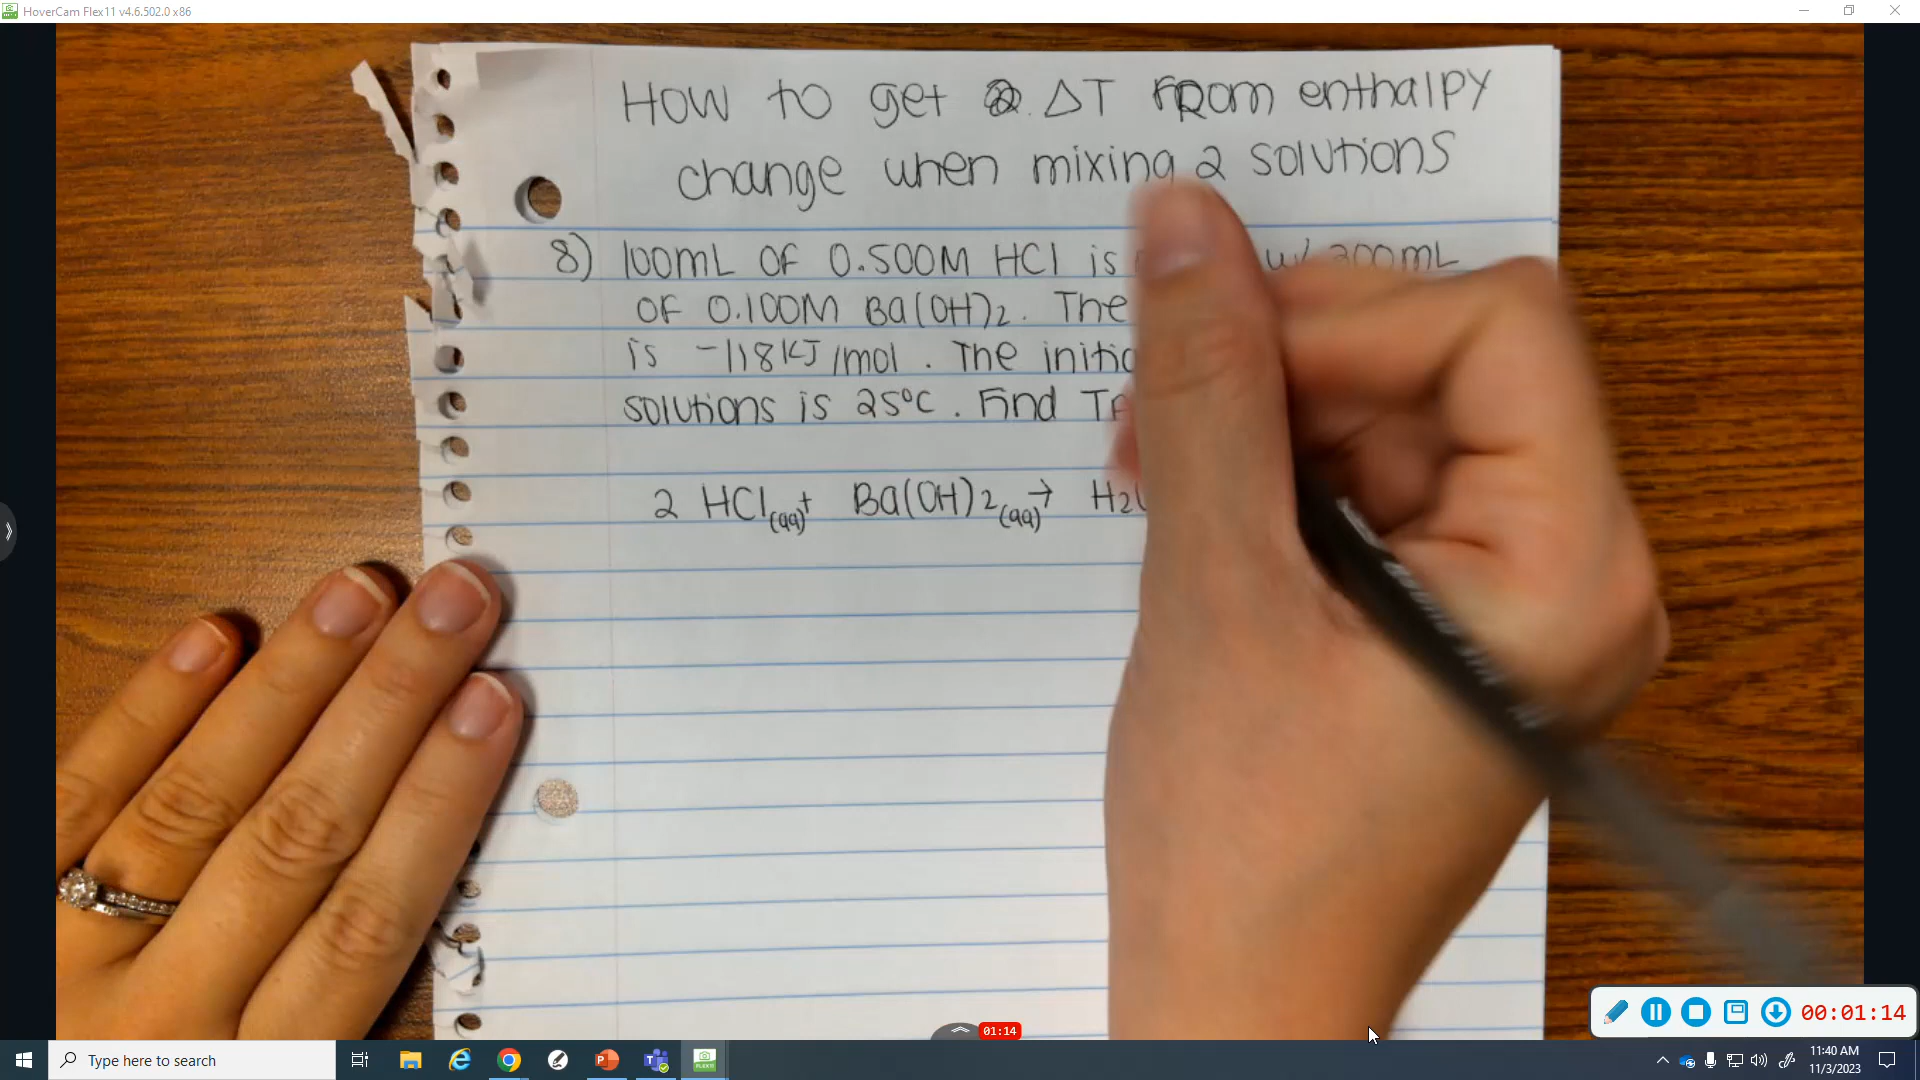 HoverCam Flex11 v4.6.502.0 x86
How to get ΔT from enthalpy
change when mixing 2 solutions
8) 100mL OF 0.500M HCl is w/ 300mL
OF 0.100M Ba(OH)2. The
is -118KJ/mol. The
solutions is 25°C. Find
2 HCl(aq)+ Ba(OH)2(aq)→
01:14
00:01:14
Type here to search
11:40 AM
11/3/2023